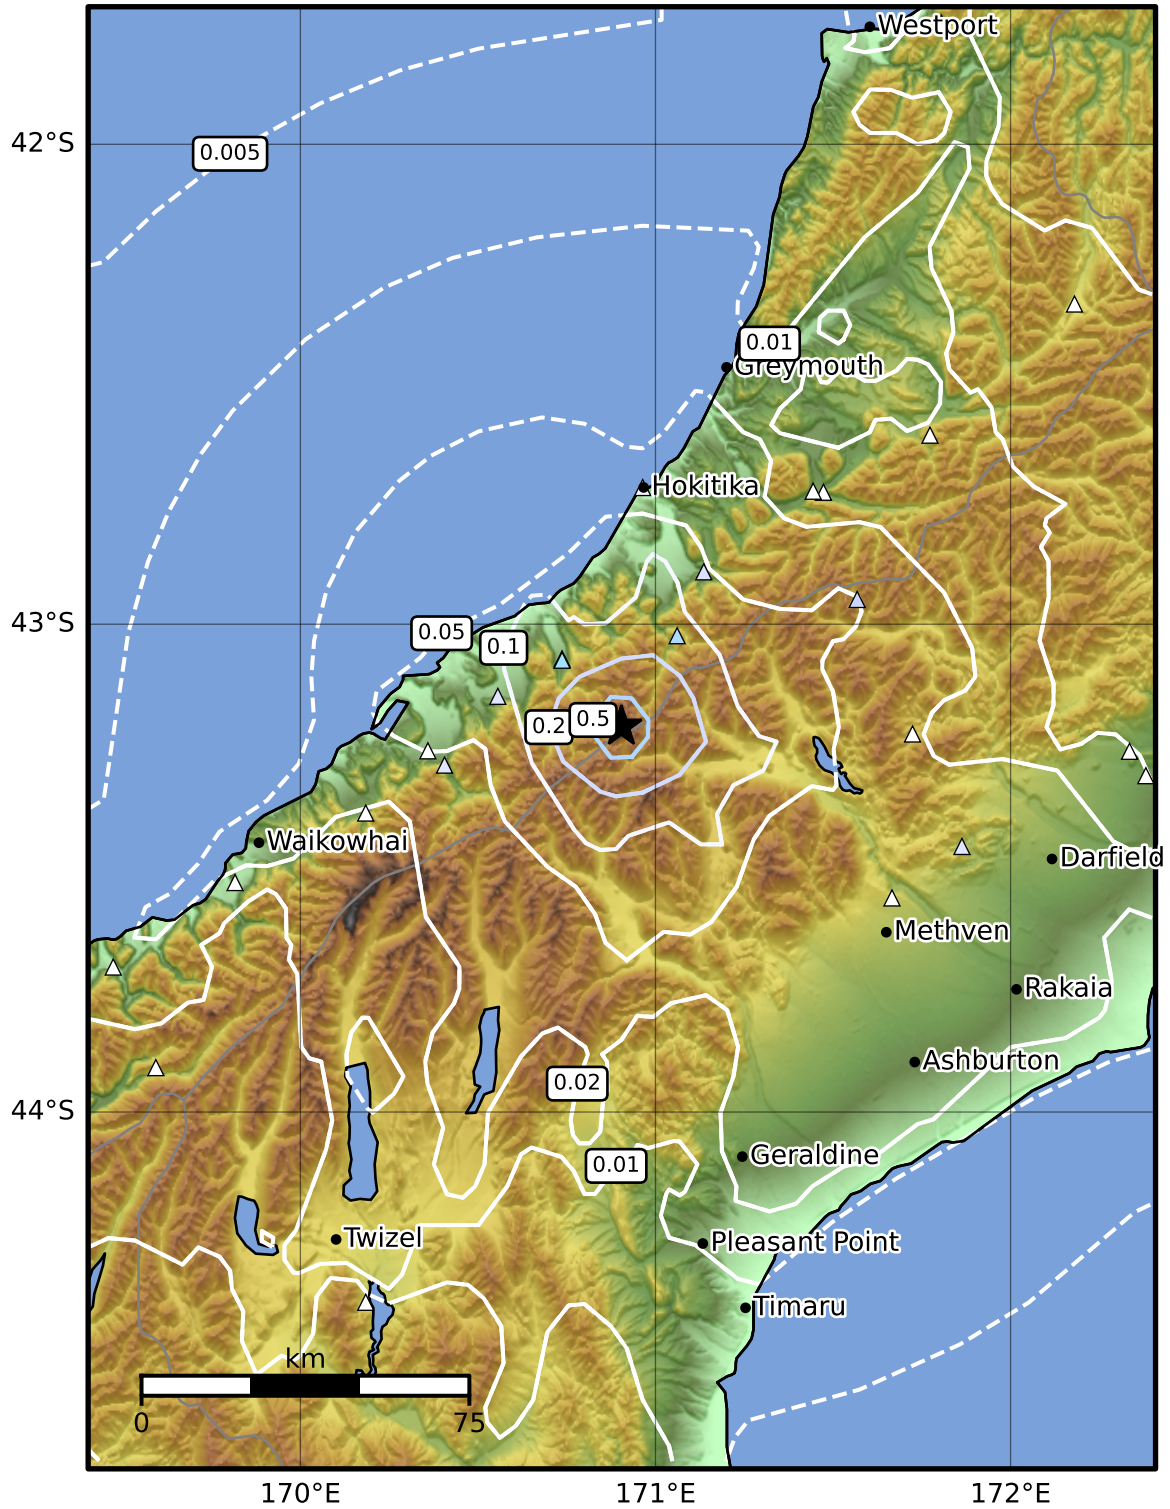 Westport
42°S
0.005
0.01
Greymouth
Hokitika
43°S
0.05
0.1
0.2
0.5
Waikowhai
Darfield
Methven
Rakaia
Ashburton
0.02
44°S
Geraldine
0.01
Twizel
Pleasant Point
Timaru
km
0 75
170°E 171°E 172°E